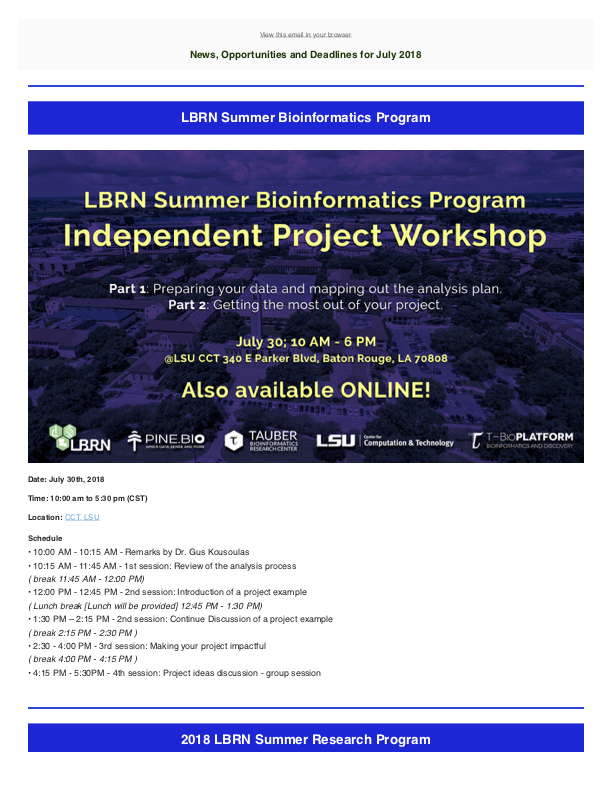 View this email in your browser
News, Opportunities and Deadlines for July 2018
LBRN Summer Bioinformatics Program
LBRN Summer Bioinformatics Program
Independent Project Workshop
Part 1: Preparing your data and mapping out the analysis plan.
Part 2: Getting the most out of your project.
July 30; 10 AM - 6 PM
@LSU CCT 340 E Parker Blvd, Baton Rouge, LA 70808
Also available ONLINE!
LBRN
PINE.BIO
TAUBER
BIOINFORMATICS
RESEARCH CENTER
LSU
Center for
Computation & Technology
T-BioPLATFORM
BIOINFORMATICS AND DISCOVERY
Date: July 30th, 2018
Time: 10:00 am to 5:30 pm (CST)
Location: CCT, LSU
Schedule
• 10:00 AM - 10:15 AM - Remarks by Dr. Gus Kousoulas
• 10:15 AM - 11:45 AM - 1st session: Review of the analysis process
( break 11:45 AM - 12:00 PM)
• 12:00 PM - 12:45 PM - 2nd session: Introduction of a project example
( Lunch break [Lunch will be provided] 12:45 PM - 1:30 PM)
• 1:30 PM – 2:15 PM - 2nd session: Continue Discussion of a project example
( break 2:15 PM - 2:30 PM )
• 2:30 - 4:00 PM - 3rd session: Making your project impactful
( break 4:00 PM - 4:15 PM )
• 4:15 PM - 5:30PM - 4th session: Project ideas discussion - group session
2018 LBRN Summer Research Program